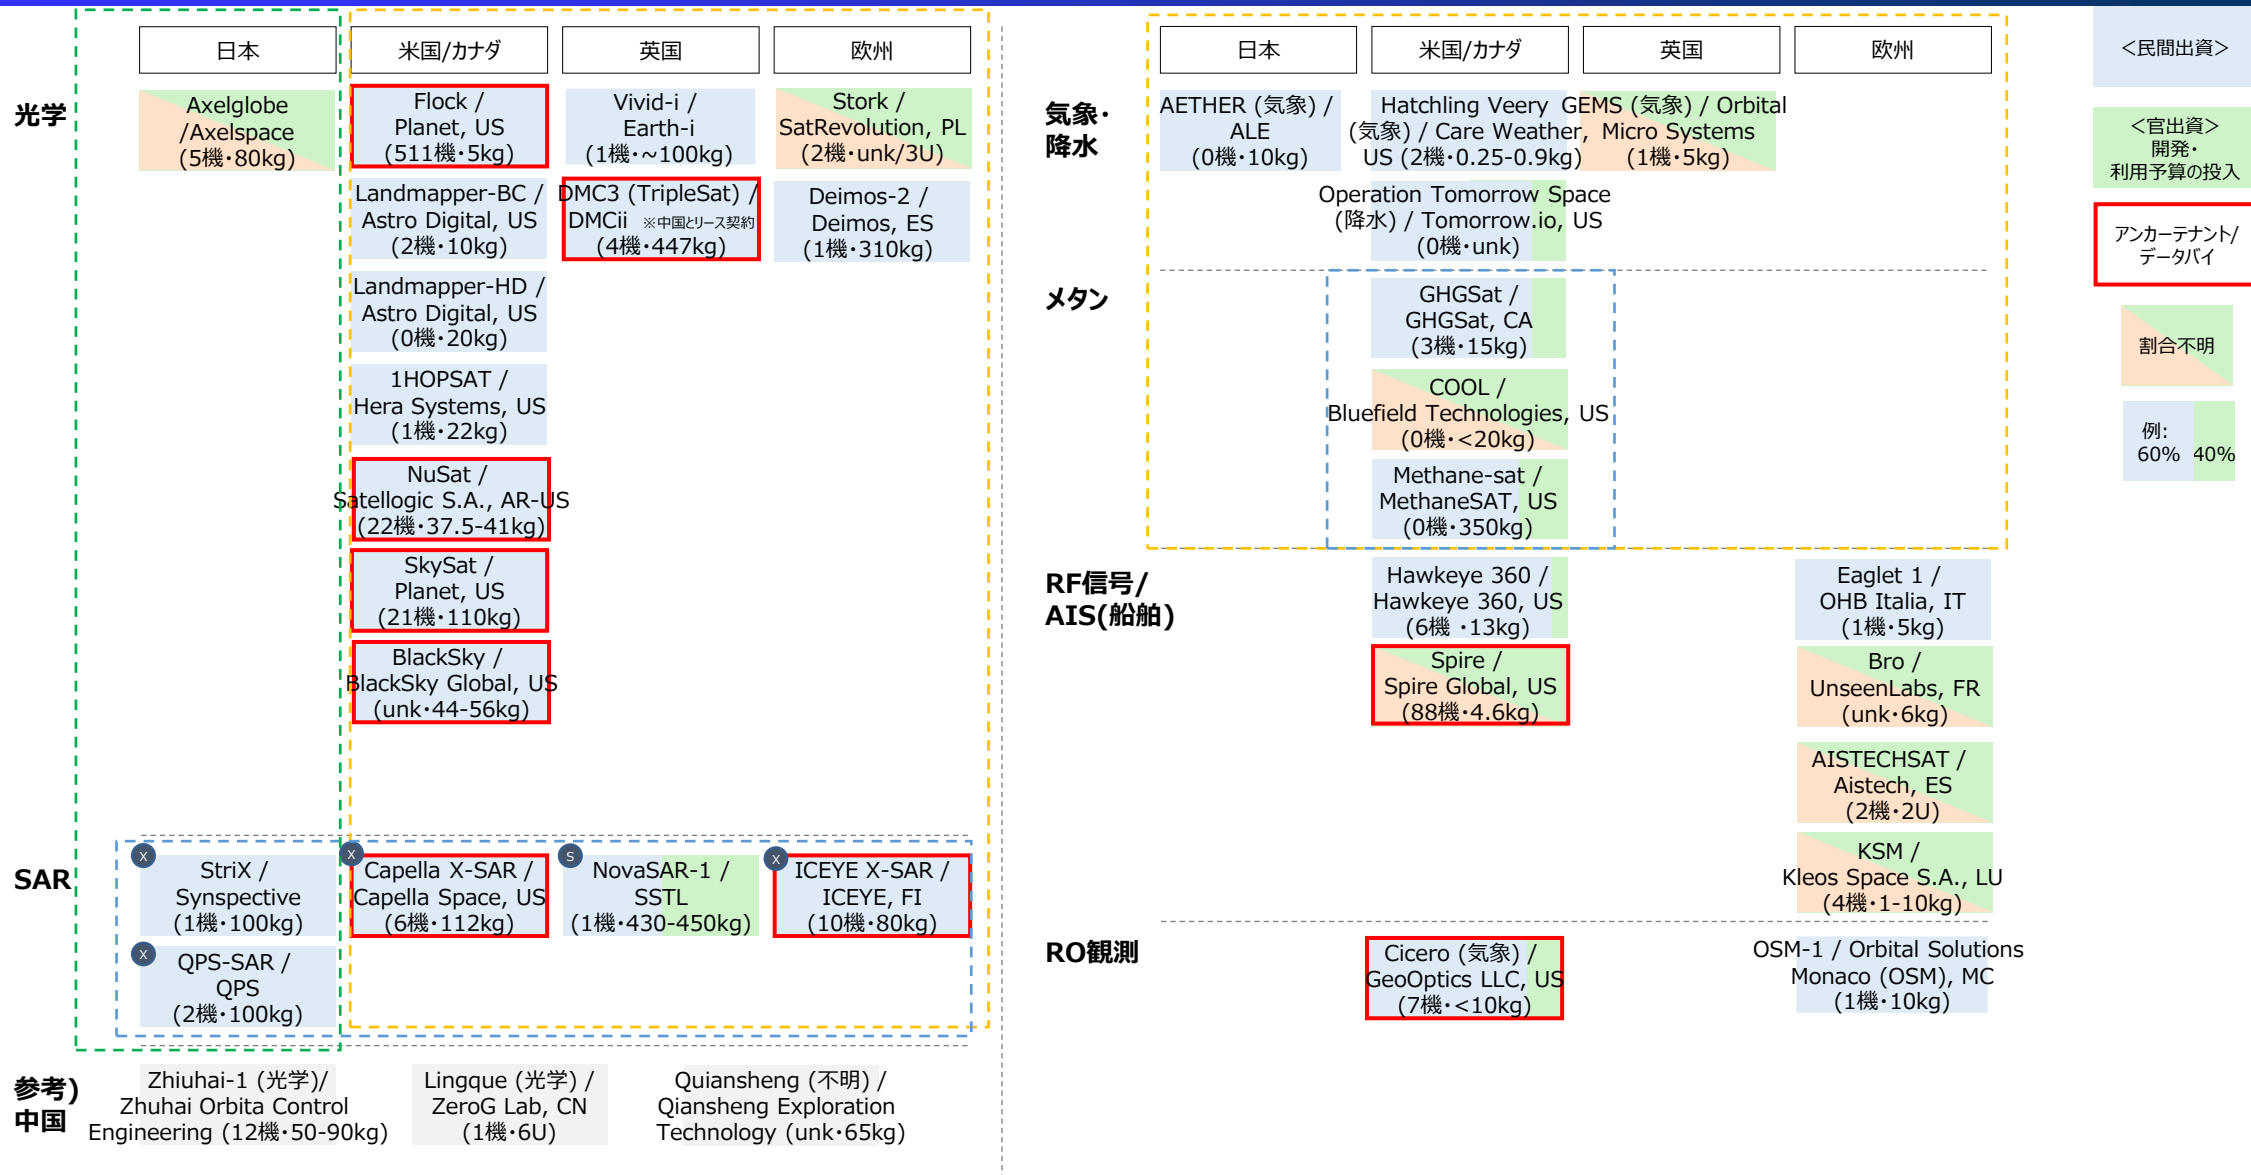 日本
米国/カナダ
英国
欧州
光学
Axelglobe
/Axelspace
(5機・80kg)
Flock /
Planet, US
(511機・5kg)
Vivid-i /
Earth-i
(1機・~100kg)
Stork /
SatRevolution, PL
(2機・unk/3U)
Landmapper-BC /
Astro Digital, US
(2機・10kg)
DMC3 (TripleSat) /
DMCii ※中国とリース契約
(4機・447kg)
Deimos-2 /
Deimos, ES
(1機・310kg)
Landmapper-HD /
Astro Digital, US
(0機・20kg)
1HOPSAT /
Hera Systems, US
(1機・22kg)
NuSat /
Satellogic S.A., AR-US
(22機・37.5-41kg)
SkySat /
Planet, US
(21機・110kg)
BlackSky /
BlackSky Global, US
(unk・44-56kg)
SAR
X
StriX /
Synspective
(1機・100kg)
X
Capella X-SAR /
Capella Space, US
(6機・112kg)
S
NovaSAR-1 /
SSTL
(1機・430-450kg)
X
ICEYE X-SAR /
ICEYE, FI
(10機・80kg)
X
QPS-SAR /
QPS
(2機・100kg)
参考)
中国
Zhiuhai-1 (光学)/
Zhuhai Orbita Control
Engineering (12機・50-90kg)
Lingque (光学) /
ZeroG Lab, CN
(1機・6U)
Quiansheng (不明) /
Qiansheng Exploration
Technology (unk・65kg)
日本
米国/カナダ
英国
欧州
気象・
降水
AETHER (気象) /
ALE
(0機・10kg)
Hatchling Veery
(気象) / Care Weather,
US (2機・0.25-0.9kg)
GEMS (気象) / Orbital
Micro Systems
(1機・5kg)
Operation Tomorrow Space
(降水) / Tomorrow.io, US
(0機・unk)
メタン
GHGSat /
GHGSat, CA
(3機・15kg)
COOL /
Bluefield Technologies, US
(0機・<20kg)
Methane-sat /
MethaneSAT, US
(0機・350kg)
RF信号/
AIS(船舶)
Hawkeye 360 /
Hawkeye 360, US
(6機 ・13kg)
Eaglet 1 /
OHB Italia, IT
(1機・5kg)
Spire /
Spire Global, US
(88機・4.6kg)
Bro /
UnseenLabs, FR
(unk・6kg)
AISTECHSAT /
Aistech, ES
(2機・2U)
KSM /
Kleos Space S.A., LU
(4機・1-10kg)
RO観測
Cicero (気象) /
GeoOptics LLC, US
(7機・<10kg)
OSM-1 / Orbital Solutions
Monaco (OSM), MC
(1機・10kg)
＜民間出資＞
＜官出資＞
開発・
利用予算の投入
アンカーテナント/
データバイ
割合不明
例:
60% 40%